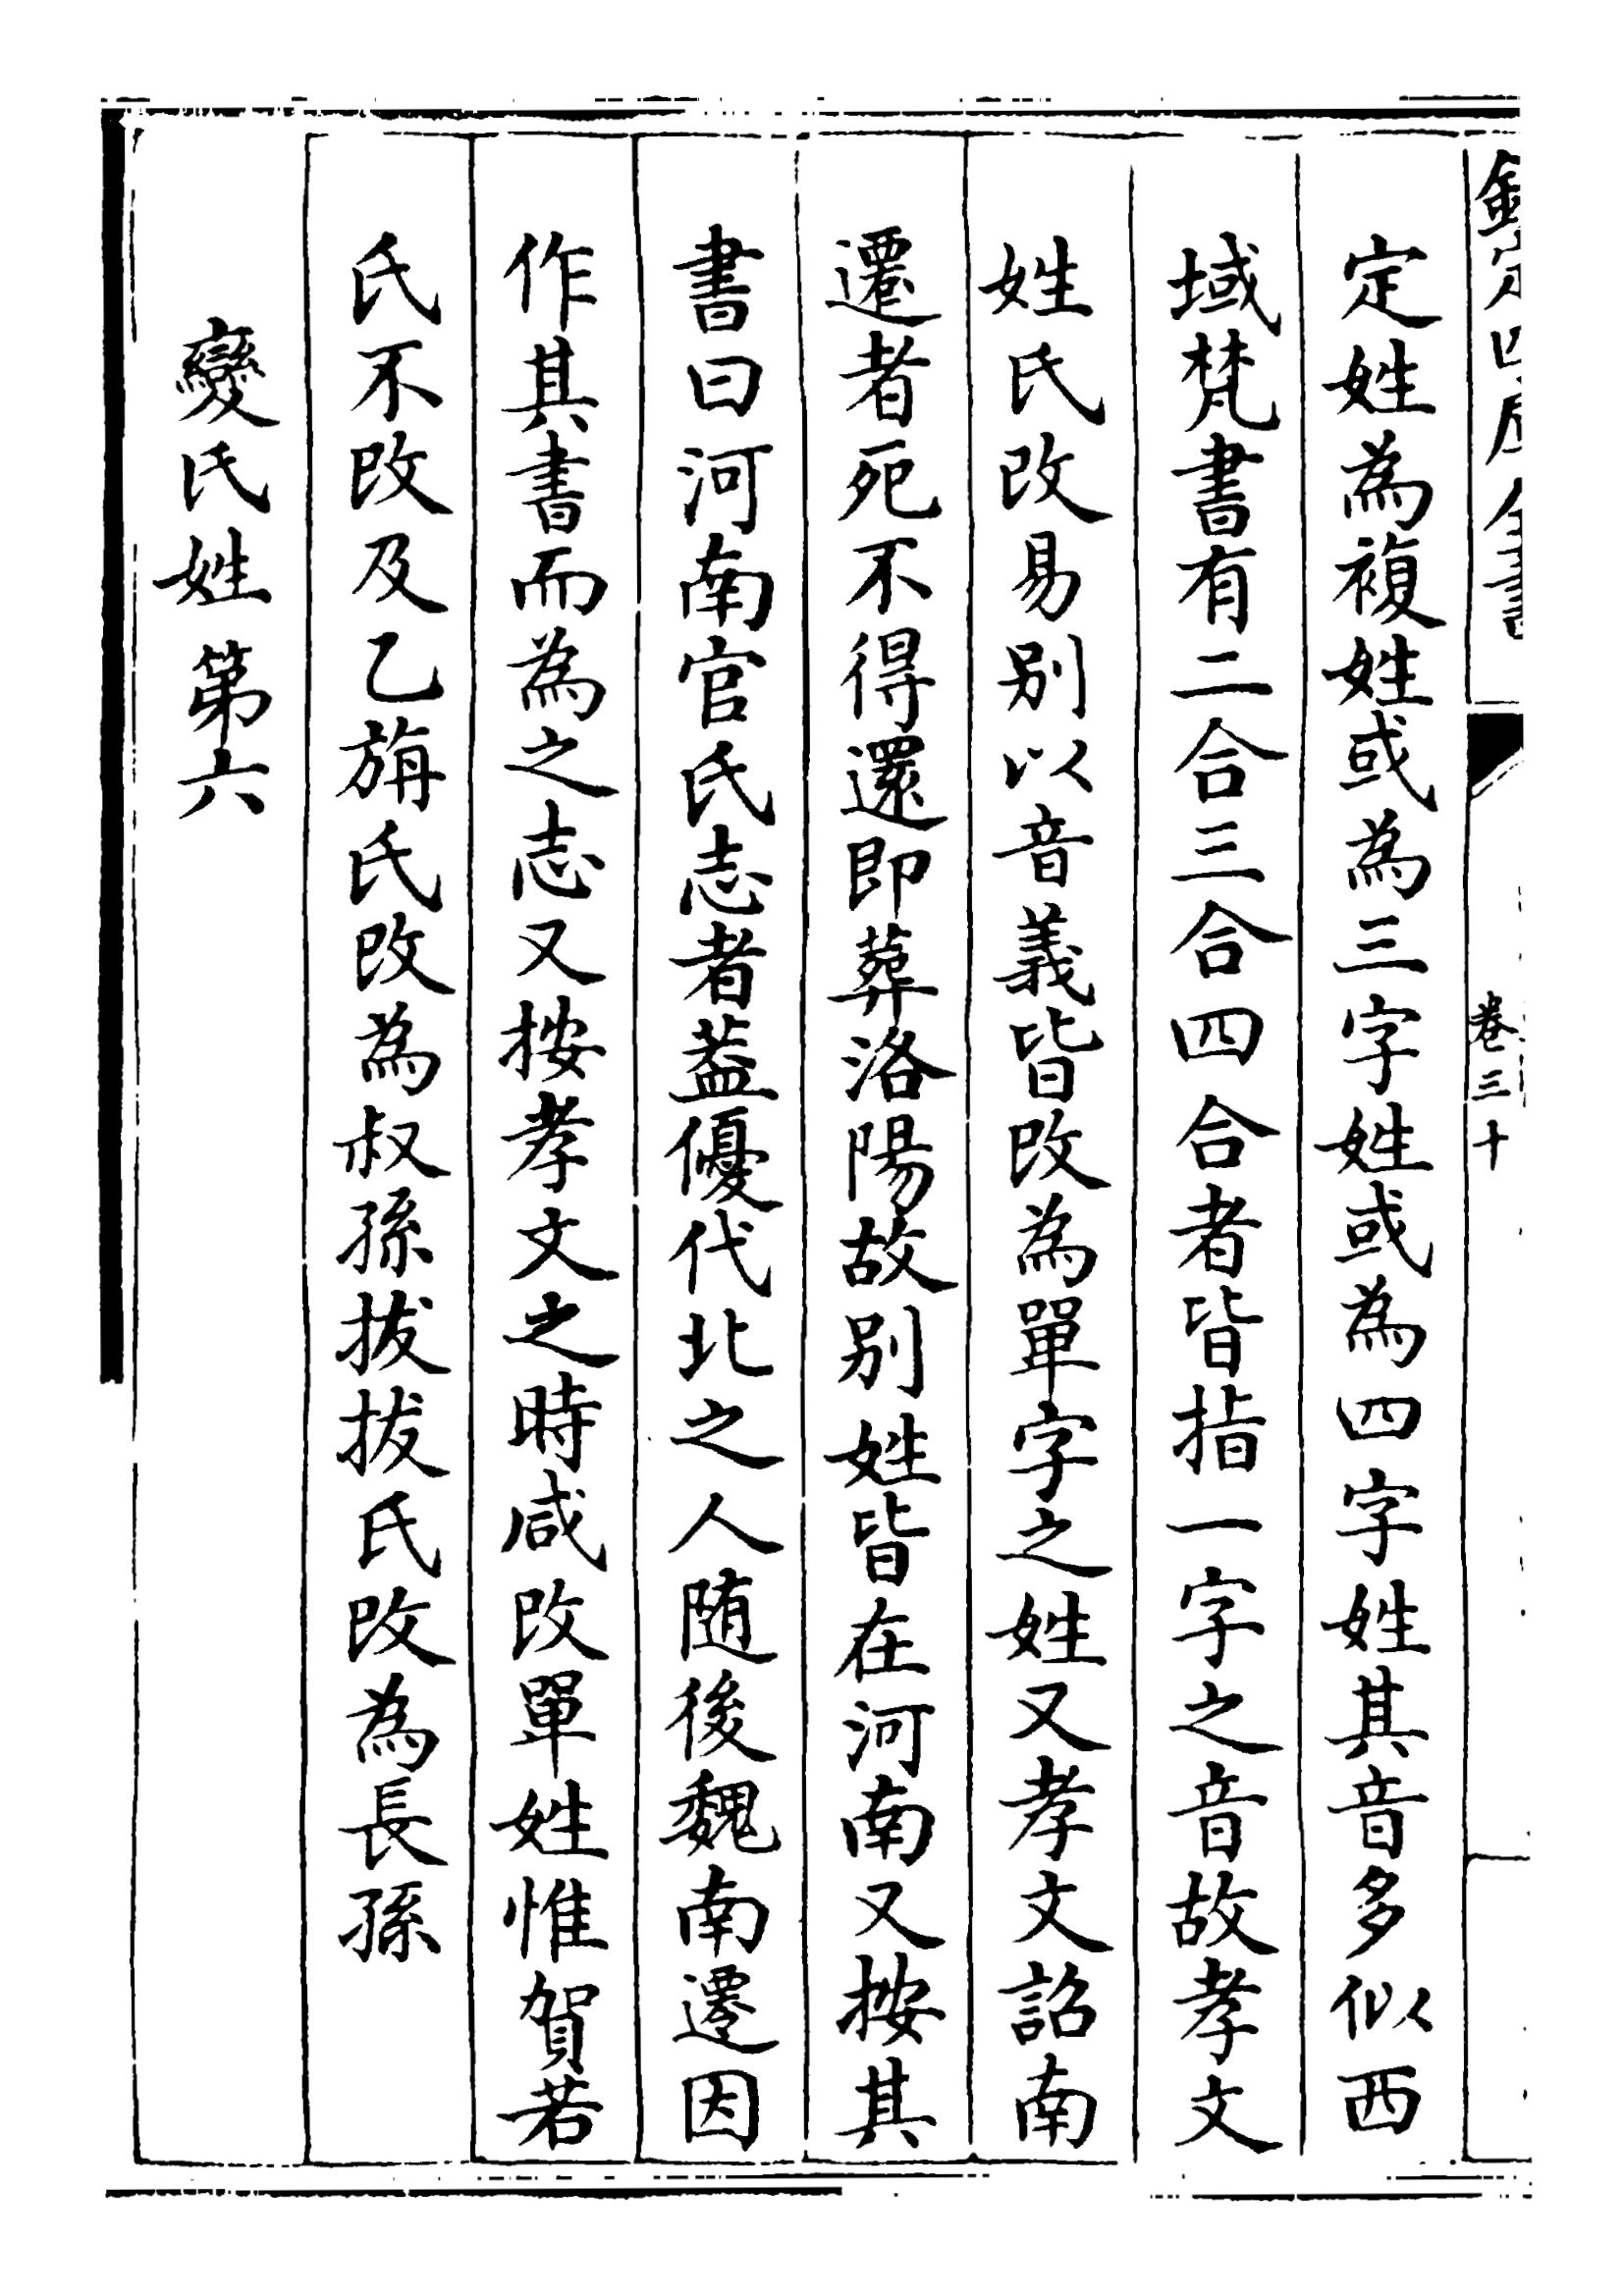 欽定四庫全書
卷三十
定姓為複姓或為三字姓或為四字姓其音多似西
域梵書有二合三合四合者皆指一字之音故孝文
姓氏改易别以音義皆改為單字之姓又孝文詔南
遷者死不得還即葬洛陽故别姓皆在河南又按其
書曰河南官氏志者葢優代北之人随後魏南遷因
作其書而為之志又按孝文之時咸改單姓惟賀若
氏不改及乙旃氏改為叔孫拔拔氏改為長孫
變氏姓第六